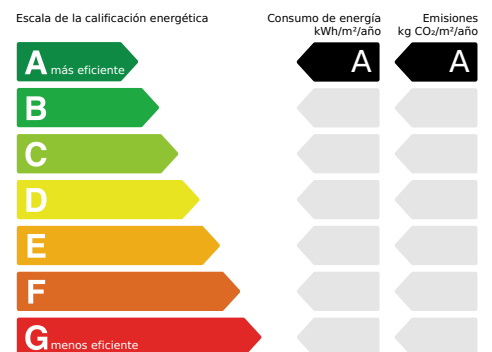 Escala de la calificación energética
Consumo de energía
kWh/m²/año
Emisiones
kg CO₂/m²/año
A más eficiente
A
A
B
C
D
E
F
G menos eficiente